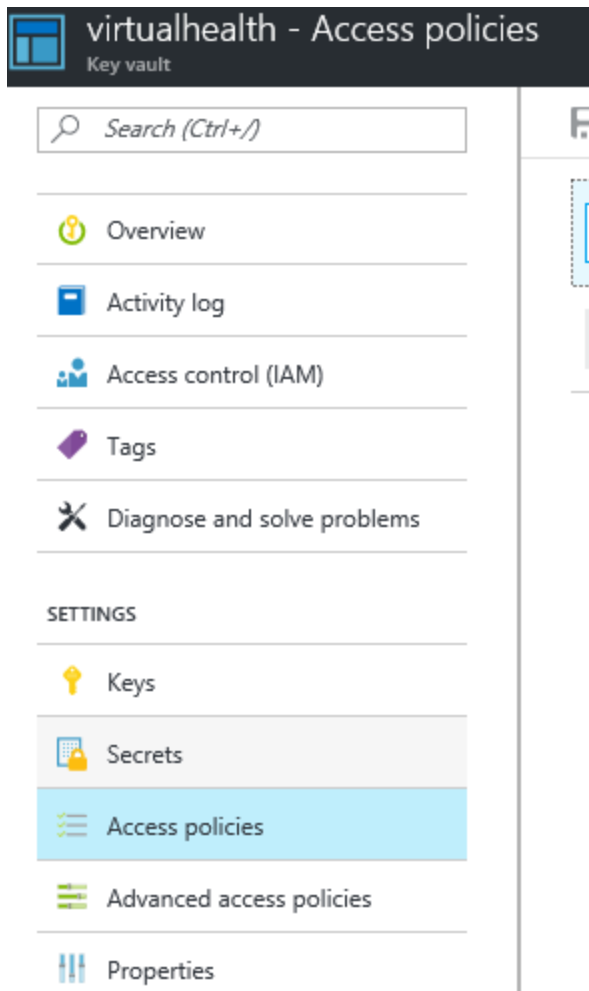 virtualhealth - Access policies
Key vault
Search (Ctrl+/)
Overview
Activity log
Access control (IAM)
Tags
Diagnose and solve problems
SETTINGS
Keys
Secrets
Access policies
Advanced access policies
Properties